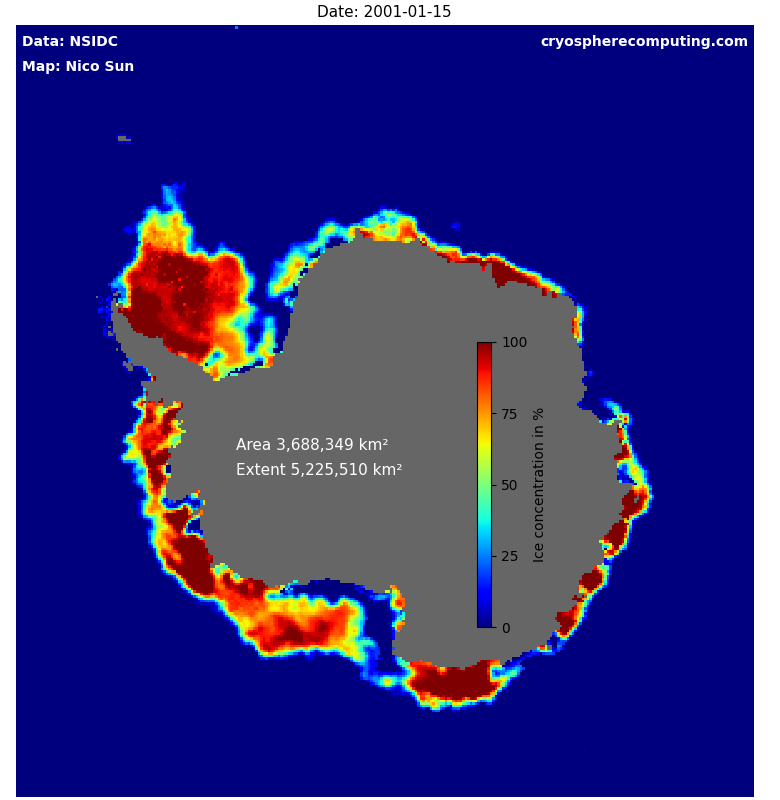 Date: 2001-01-15
Data: NSIDC
cryospherecomputing.com
Map: Nico Sun
100
75
50
25
0
Ice concentration in %
Area 3,688,349 km²
Extent 5,225,510 km²